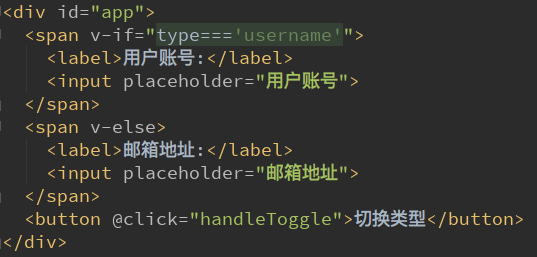 <div id="app">
<span v-if="type==='username'">
<label>用户账号:</label>
<input placeholder="用户账号">
</span>
<span v-else>
<label>邮箱地址:</label>
<input placeholder="邮箱地址">
</span>
<button @click="handleToggle">切换类型</button>
</div>